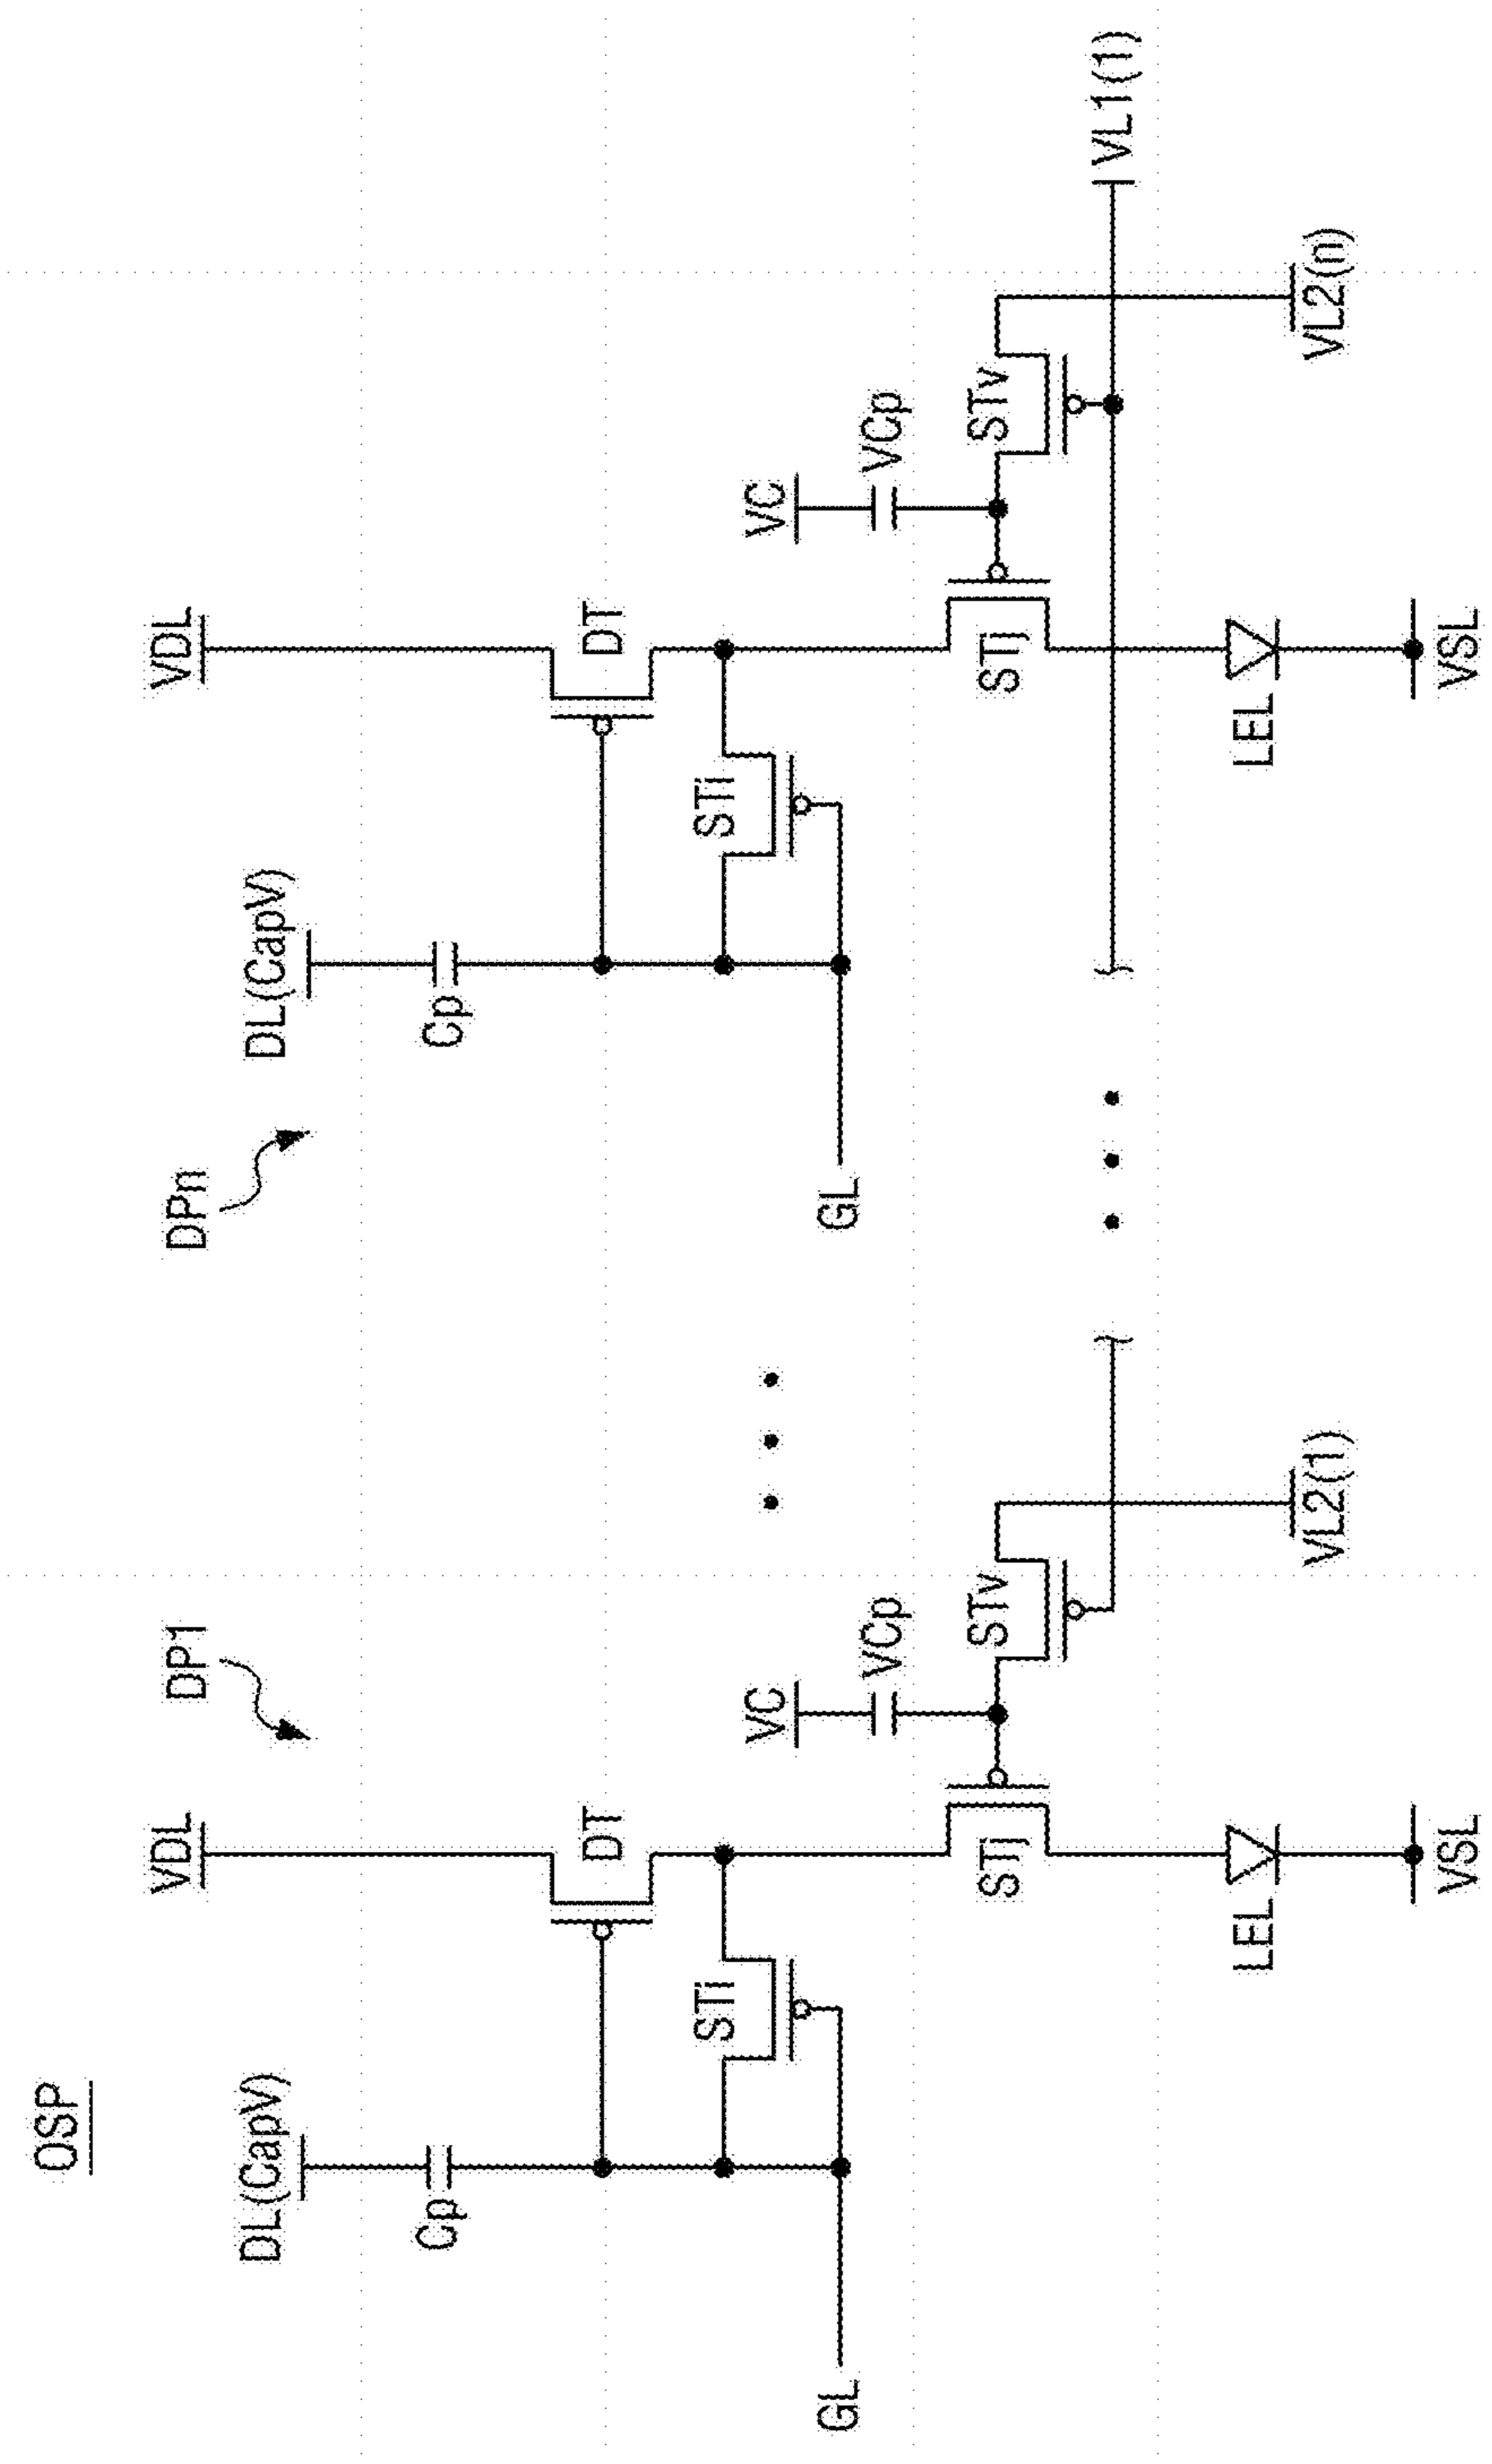 OSP
DP1
DPn
VDL
VDL
DL(CapV)
DL(CapV)
Cp
DT
Cp
DT
STi
VC
STi
VC
VCp
VCp
GL
GL
STj
STv
STj
STv
VL1(1)
LEL
VL2(1)
LEL
VL2(n)
VSL
VSL